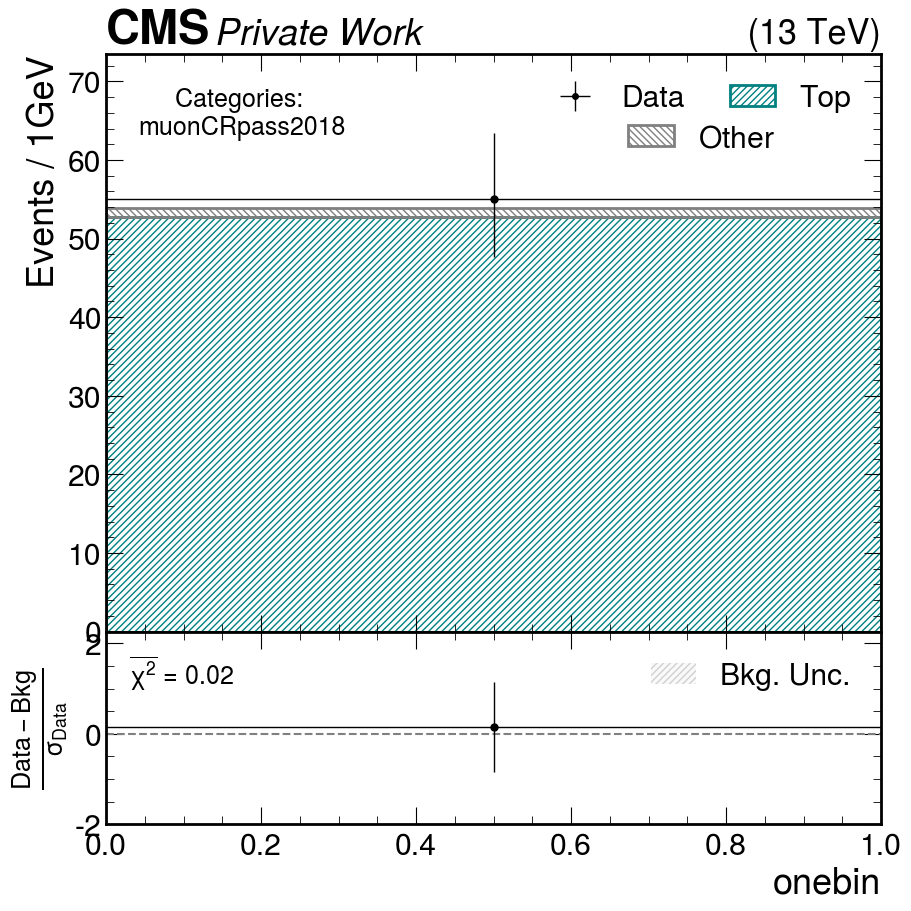 CMS Private Work (13 TeV)
Events / 1GeV
70
60
50
40
30
20
10
0
Categories:
muonCRpass2018
Data
Top
Other
Data – Bkg
σData
2
0
-2
χ² = 0.02
Bkg. Unc.
0.0 0.2 0.4 0.6 0.8 1.0
onebin